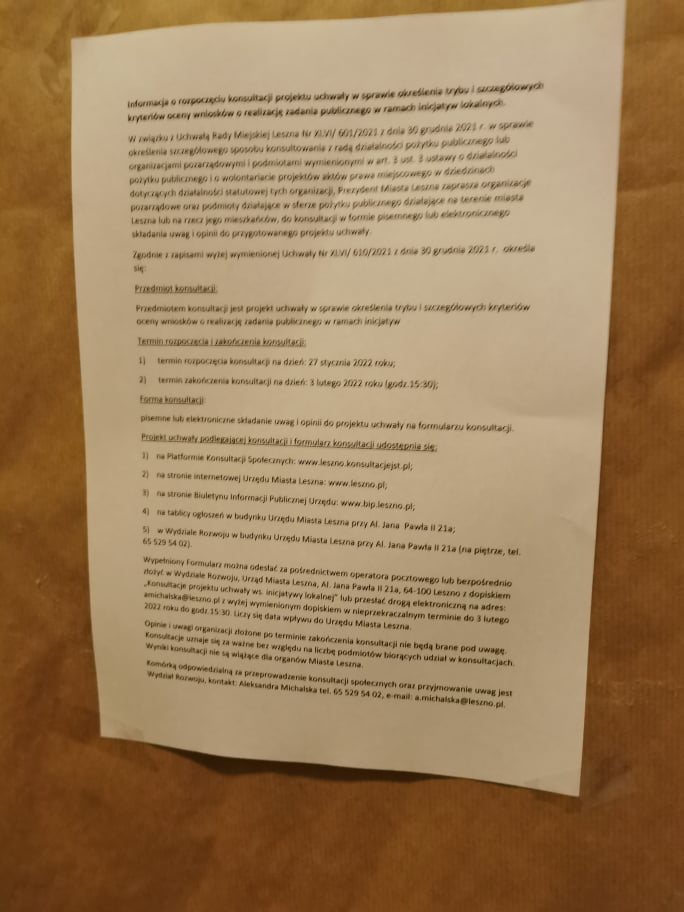 Informacja o rozpoczęciu konsultacji projektu uchwały w sprawie określenia trybu i szczegółowych
kryteriów oceny wniosków o realizację zadania publicznego w ramach inicjatyw lokalnych.
W związku z Uchwałą Rady Miejskiej Leszna Nr XLVI/ 601/2021 z dnia 30 grudnia 2021 r. w sprawie
określenia szczegółowego sposobu konsultowania z radą działalności pożytku publicznego lub
organizacjami pozarządowymi i podmiotami wymienionymi w art. 3 ust. 3 ustawy o działalności
pożytku publicznego i o wolontariacie projektów aktów prawa miejscowego w dziedzinach
dotyczących działalności statutowej tych organizacji, Prezydent Miasta Leszna zaprasza organizacje
pozarządowe oraz podmioty działające w sferze pożytku publicznego działające na terenie miasta
Leszna lub na rzecz jego mieszkańców, do konsultacji w formie pisemnego lub elektronicznego
składania uwag i opinii do przygotowanego projektu uchwały.
Zgodnie z zapisami wyżej wymienionej Uchwały Nr XLVI/ 610/2021 z dnia 30 grudnia 2021 r. określa
się:
Przedmiot konsultacji:
Przedmiotem konsultacji jest projekt uchwały w sprawie określenia trybu i szczegółowych kryteriów
oceny wniosków o realizację zadania publicznego w ramach inicjatyw
Termin rozpoczęcia i zakończenia konsultacji:
1) termin rozpoczęcia konsultacji na dzień: 27 stycznia 2022 roku;
2) termin zakończenia konsultacji na dzień: 3 lutego 2022 roku (godz.15:30);
Forma konsultacji:
pisemne lub elektroniczne składanie uwag i opinii do projektu uchwały na formularzu konsultacji.
Projekt uchwały podlegającej konsultacji i formularz konsultacji udostępnia się:
1) na Platformie Konsultacji Społecznych: www.leszno.konsultacjejst.pl;
2) na stronie internetowej Urzędu Miasta Leszna: www.leszno.pl;
3) na stronie Biuletynu Informacji Publicznej Urzędu: www.bip.leszno.pl;
4) na tablicy ogłoszeń w budynku Urzędu Miasta Leszna przy Al. Jana Pawła II 21a;
5) w Wydziale Rozwoju w budynku Urzędu Miasta Leszna przy Al. Jana Pawła II 21a (na piętrze, tel.
65 529 54 02).
Wypełniony Formularz można odesłać za pośrednictwem operatora pocztowego lub bezpośrednio
złożyć w Wydziale Rozwoju, Urząd Miasta Leszna, Al. Jana Pawła II 21a, 64-100 Leszno z dopiskiem
„Konsultacje projektu uchwały ws. inicjatywy lokalnej" lub przesłać drogą elektroniczną na adres:
amichalska@leszno.pl z wyżej wymienionym dopiskiem w nieprzekraczalnym terminie do 3 lutego
2022 roku do godz.15:30. Liczy się data wpływu do Urzędu Miasta Leszna.
Opinie i uwagi organizacji złożone po terminie zakończenia konsultacji nie będą brane pod uwagę.
Konsultacje uznaje się za ważne bez względu na liczbę podmiotów biorących udział w konsultacjach.
Wyniki konsultacji nie są wiążące dla organów Miasta Leszna.
Komórką odpowiedzialną za przeprowadzenie konsultacji społecznych oraz przyjmowanie uwag jest
Wydział Rozwoju, kontakt: Aleksandra Michalska tel. 65 529 54 02, e-mail: a.michalska@leszno.pl.